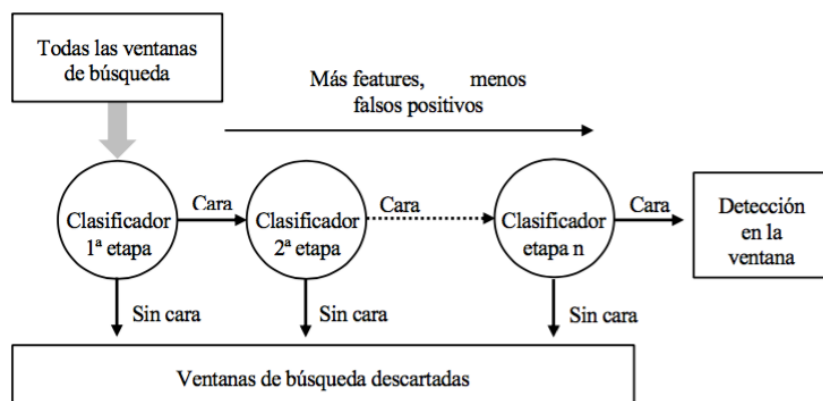 Todas las ventanas
de búsqueda
Más features, menos
falsos positivos
Clasificador
1ª etapa
Cara
Clasificador
2ª etapa
Cara
Clasificador
etapa n
Cara
Detección
en la
ventana
Sin cara
Sin cara
Sin cara
Ventanas de búsqueda descartadas